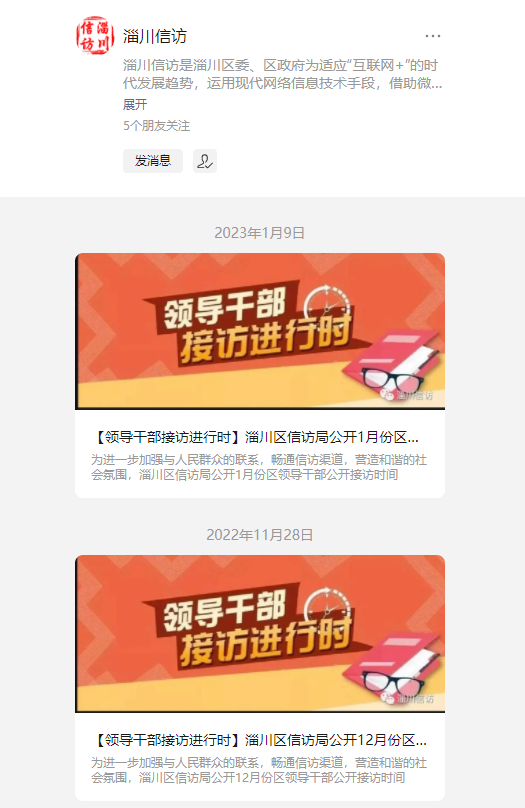 信淄
访川
淄川信访
淄川信访是淄川区委、区政府为适应“互联网+”的时
代发展趋势，运用现代网络信息技术手段，借助微...
展开
5个朋友关注
发消息
2023年1月9日
领导干部
接访进行时
淄川信访
【领导干部接访进行时】淄川区信访局公开1月份区...
为进一步加强与人民群众的联系，畅通信访渠道，营造和谐的社
会氛围，淄川区信访局公开1月份区领导干部公开接访时间
2022年11月28日
领导干部
接访进行时
淄川信访
【领导干部接访进行时】淄川区信访局公开12月份区...
为进一步加强与人民群众的联系，畅通信访渠道，营造和谐的社
会氛围，淄川区信访局公开12月份区领导干部公开接访时间